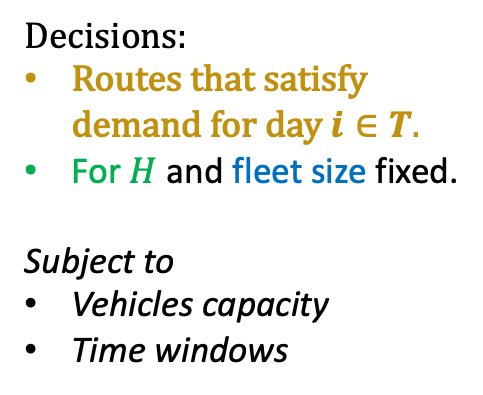 Decisions:
• Routes that satisfy
demand for day i ∈ T.
• For H and fleet size fixed.
Subject to
• Vehicles capacity
• Time windows